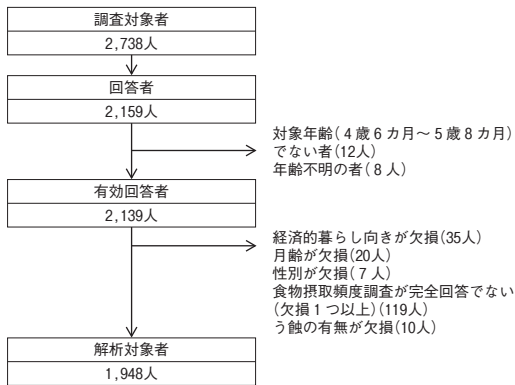 調査対象者
2,738人
回答者
2,159人
対象年齢(4歳6カ月～5歳8カ月)
でない者(12人)
年齢不明の者(8人)
有効回答者
2,139人
経済的暮らし向きが欠損(35人)
月齢が欠損(20人)
性別が欠損(7人)
食物摂取頻度調査が完全回答でない
(欠損1つ以上)(119人)
う蝕の有無が欠損(10人)
解析対象者
1,948人